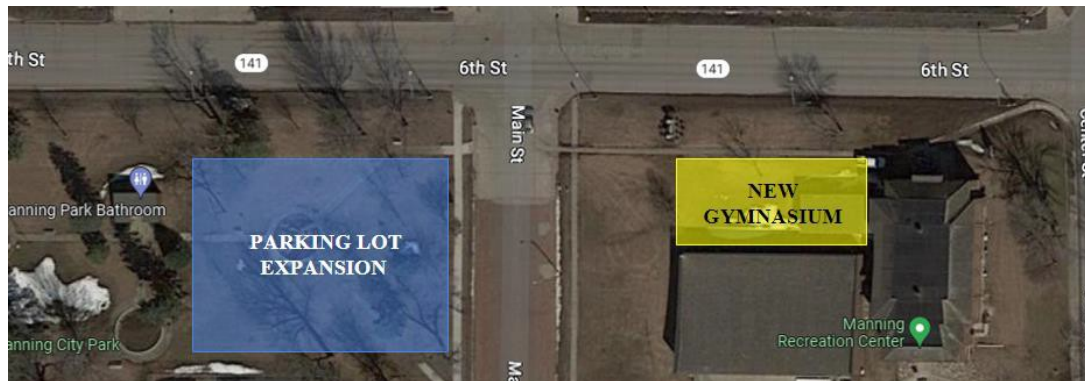 th St
141
6th St
141
6th St
Main St
anning Park Bathroom
NEW
GYMNASIUM
PARKING LOT
EXPANSION
Manning
Recreation Center
anning City Park
Ma